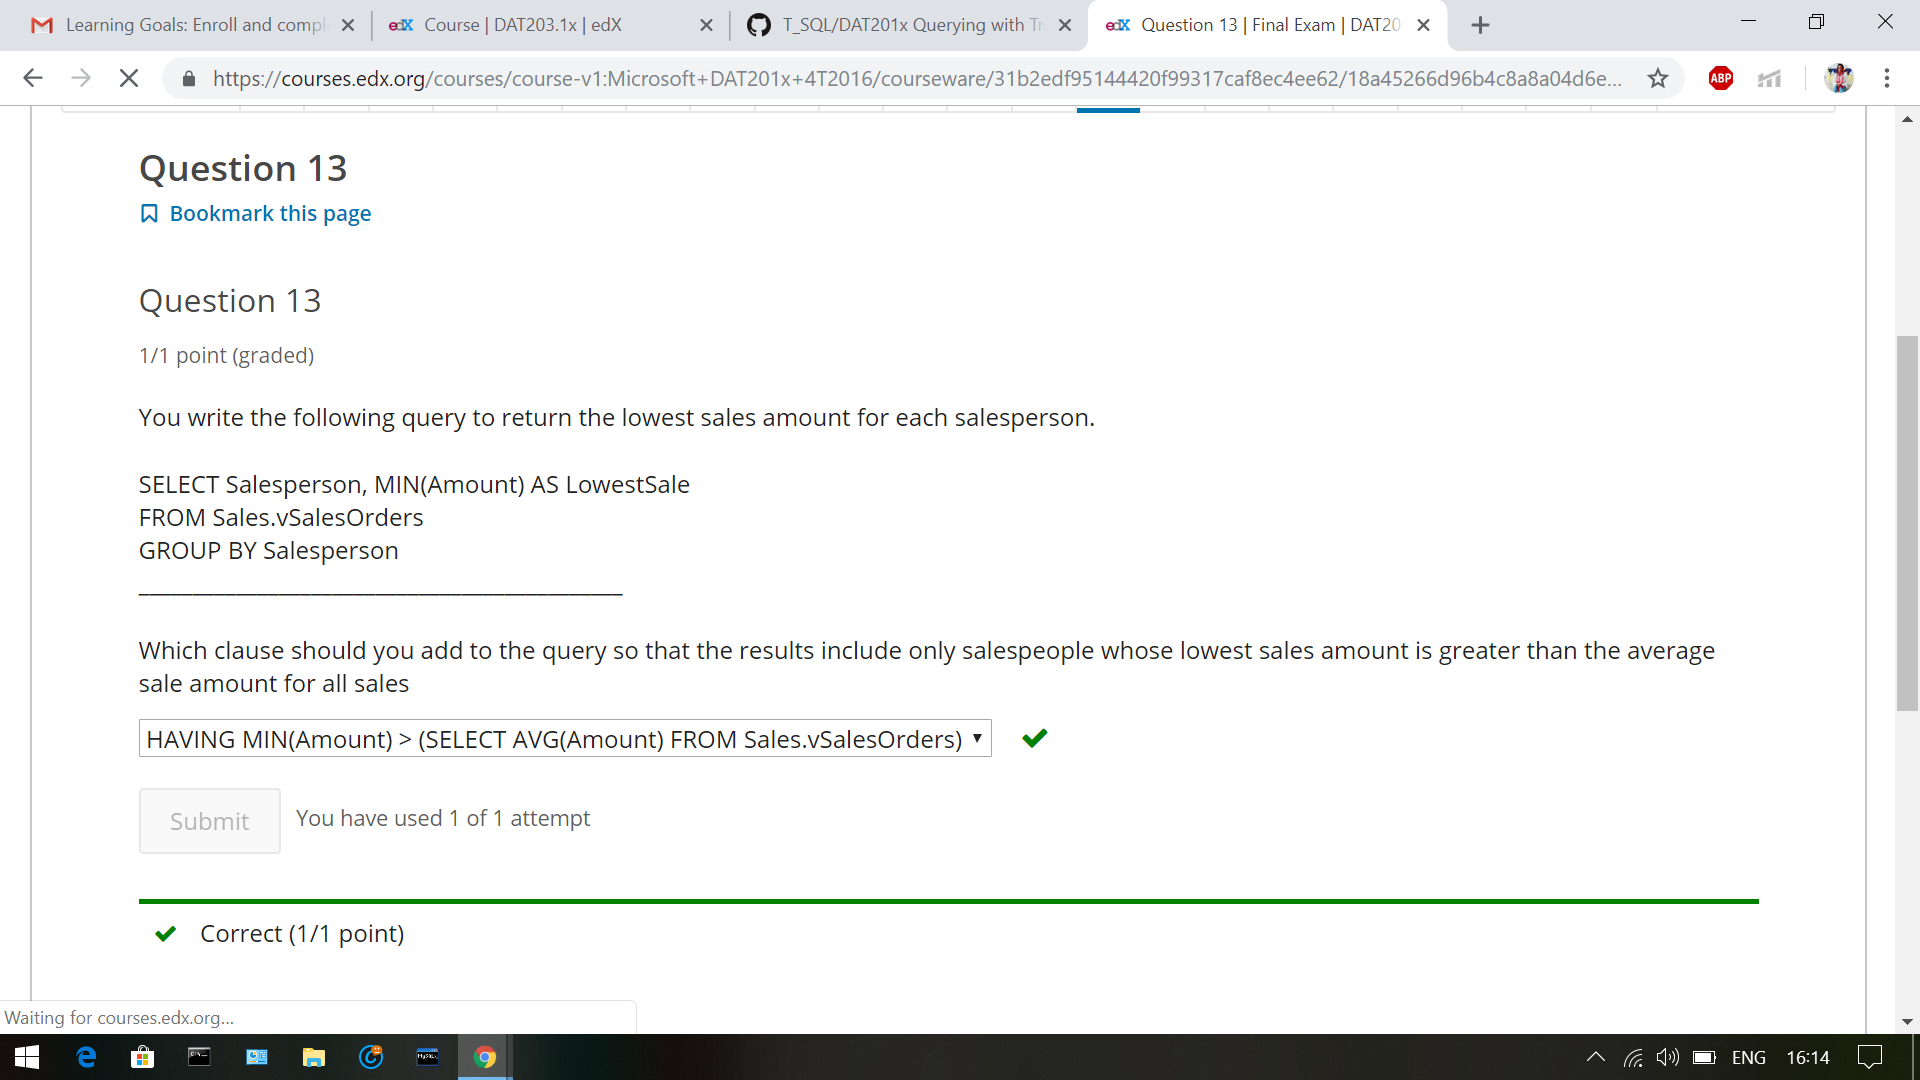 Learning Goals: Enroll and compl
edX Course | DAT203.1x | edX
T_SQL/DAT201x Querying with Tr
edX Question 13 | Final Exam | DAT20
https://courses.edx.org/courses/course-v1:Microsoft+DAT201x+4T2016/courseware/31b2edf95144420f99317caf8ec4ee62/18a45266d96b4c8a8a04d6e...
ABP
Question 13
Bookmark this page
Question 13
1/1 point (graded)
You write the following query to return the lowest sales amount for each salesperson.
SELECT Salesperson, MIN(Amount) AS LowestSale
FROM Sales.vSalesOrders
GROUP BY Salesperson
____________________________________________
Which clause should you add to the query so that the results include only salespeople whose lowest sales amount is greater than the average
sale amount for all sales
HAVING MIN(Amount) > (SELECT AVG(Amount) FROM Sales.vSalesOrders)
Submit You have used 1 of 1 attempt
Correct (1/1 point)
Waiting for courses.edx.org...
ENG 16:14